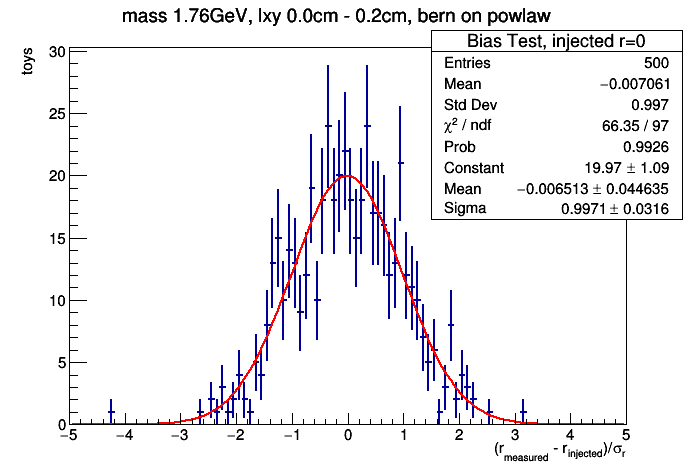 mass 1.76GeV, lxy 0.0cm - 0.2cm, bern on powlaw
Bias Test, injected r=0
Entries 500
Mean −0.007061
Std Dev 0.997
χ² / ndf 66.35 / 97
Prob 0.9926
Constant 19.97 ± 1.09
Mean −0.006513 ± 0.044635
Sigma 0.9971 ± 0.0316
toys
30
25
20
15
10
5
0
−5 −4 −3 −2 −1 0 1 2 3 4 5
(r_measured - r_injected)/σ_r